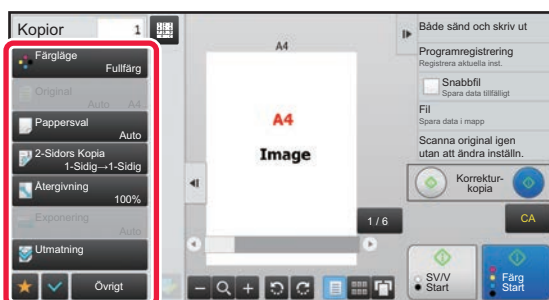 Kopior 1
Färgläge
Fullfärg
Original
Auto A4
Pappersval
Auto
2-Sidors Kopia
1-Sidig→1-Sidig
Återgivning
100%
Exponering
Auto
Utmatning
Övrigt
A4
A4
Image
1 / 6
Både sänd och skriv ut
Programregistrering
Registrera aktuella inst.
Snabbfil
Spara data tillfälligt
Fil
Spara data i mapp
Scanna original igen
utan att ändra inställn.
Korrektur-
kopia
CA
SV/V
Start
Färg
Start